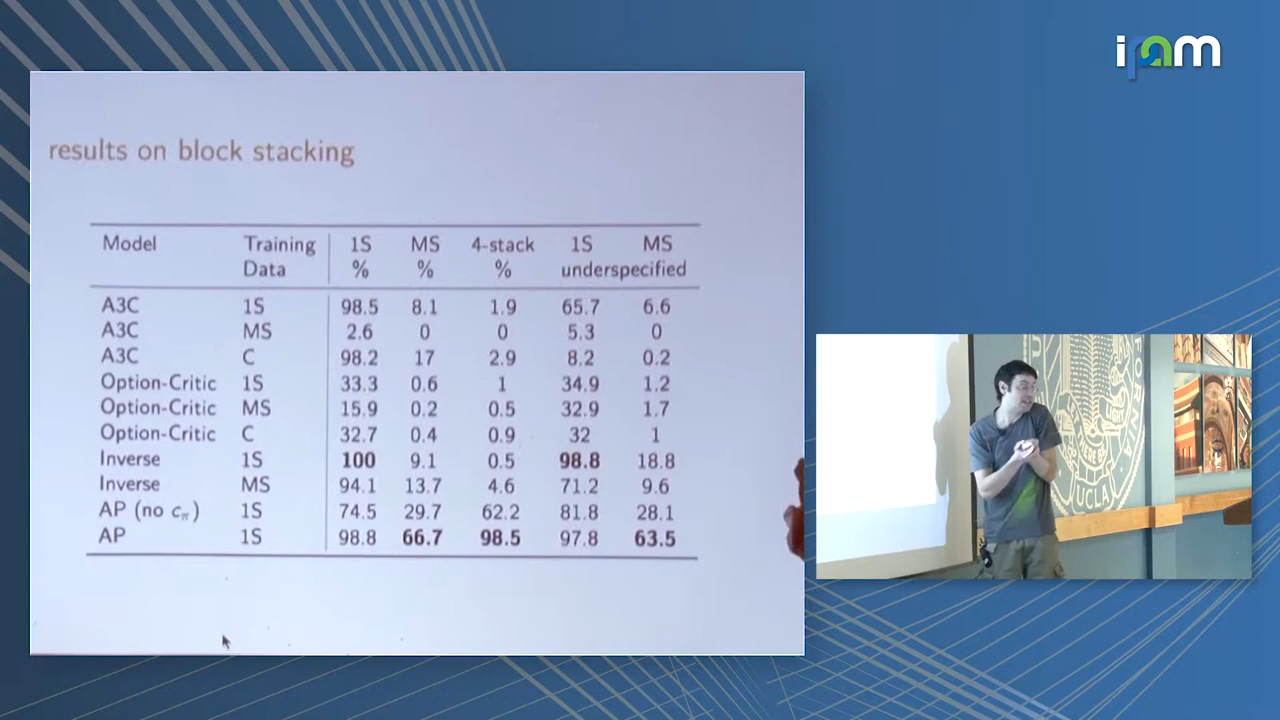 ipam
results on block stacking
Model Training Data 1S % MS % 4-stack % 1S MS underspecified
A3C 1S 98.5 8.1 1.9 65.7 6.6
A3C MS 2.6 0 0 5.3 0
A3C C 98.2 17 2.9 8.2 0.2
Option-Critic 1S 33.3 0.6 1 34.9 1.2
Option-Critic MS 15.9 0.2 0.5 32.9 1.7
Option-Critic C 32.7 0.4 0.9 32 1
Inverse 1S 100 9.1 0.5 98.8 18.8
Inverse MS 94.1 13.7 4.6 71.2 9.6
AP (no cπ) 1S 74.5 29.7 62.2 81.8 28.1
AP 1S 98.8 66.7 98.5 97.8 63.5
UCLA